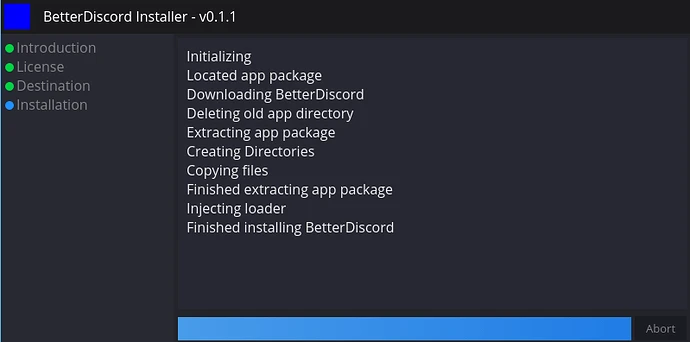 BetterDiscord Installer - v0.1.1
Introduction
License
Destination
Installation
Initializing
Located app package
Downloading BetterDiscord
Deleting old app directory
Extracting app package
Creating Directories
Copying files
Finished extracting app package
Injecting loader
Finished installing BetterDiscord
Abort